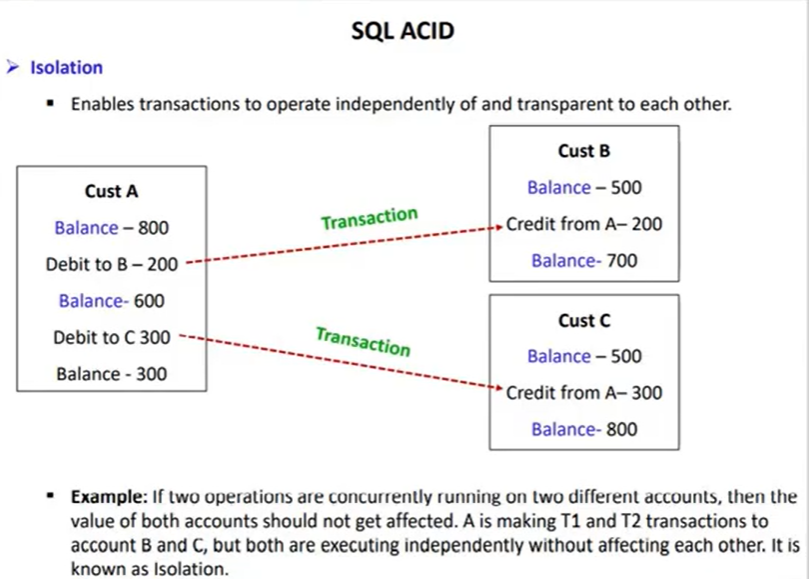 SQL ACID
➢ Isolation
▪ Enables transactions to operate independently of and transparent to each other.
Cust A
Balance – 800
Debit to B – 200
Balance- 600
Debit to C 300
Balance - 300
Transaction
Transaction
Cust B
Balance – 500
Credit from A– 200
Balance- 700
Cust C
Balance – 500
Credit from A– 300
Balance- 800
▪ Example: If two operations are concurrently running on two different accounts, then the
value of both accounts should not get affected. A is making T1 and T2 transactions to
account B and C, but both are executing independently without affecting each other. It is
known as Isolation.